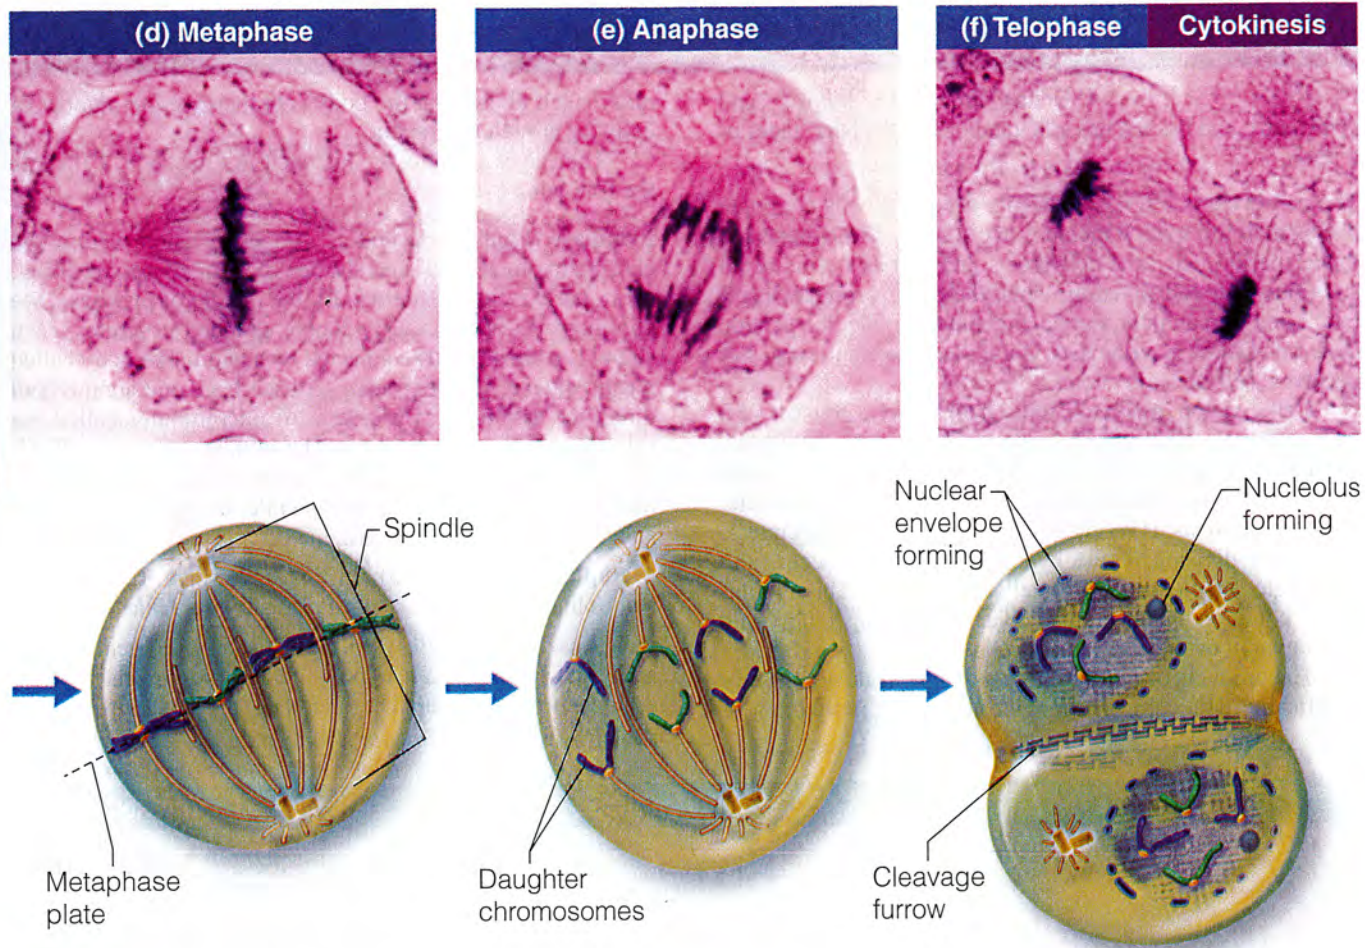 (d) Metaphase
(e) Anaphase
(f) Telophase
Cytokinesis
Spindle
Metaphase
plate
Daughter
chromosomes
Nuclear
envelope
forming
Nucleolus
forming
Cleavage
furrow